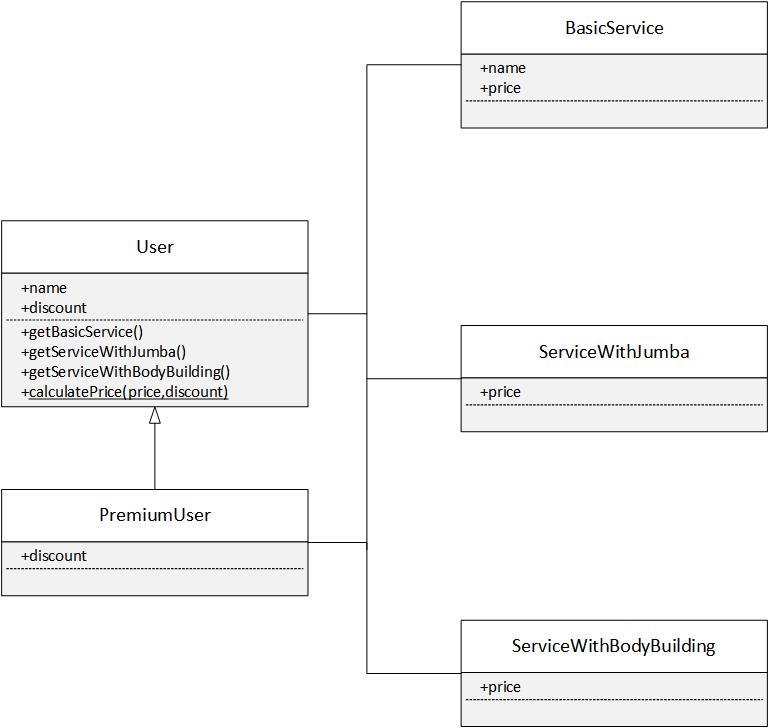 BasicService
+name
+price
User
+name
+discount
+getBasicService()
+getServiceWithJumba()
+getServiceWithBodyBuilding()
+calculatePrice(price,discount)
ServiceWithJumba
+price
PremiumUser
+discount
ServiceWithBodyBuilding
+price